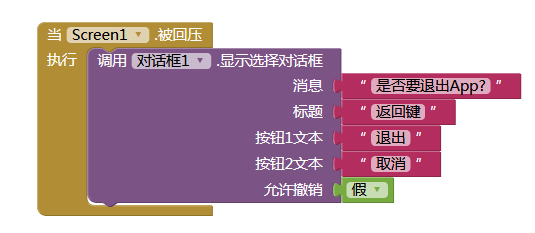 当 Screen1 .被回压
执行 调用 对话框1 .显示选择对话框
消息 “ 是否要退出App? ”
标题 “ 返回键 ”
按钮1文本 “ 退出 ”
按钮2文本 “ 取消 ”
允许撤销 假